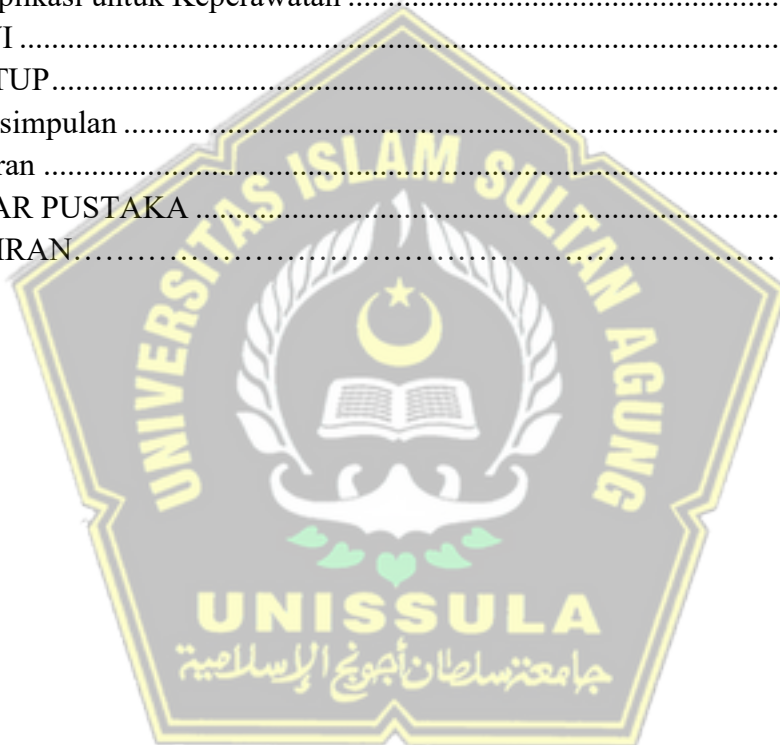 plikasi untuk Keperawatan ....................................................................
I ....................................................................................................................
TUP..............................................................................................................
simpulan ....................................................................................................
ran ...............................................................................................................
AR PUSTAKA ...........................................................................................
IRAN……………………………………………………………………
UNIVERSITAS ISLAM SULTAN AGUNG
UNISSULA
جامعة سلطان أجونج الإسلامية